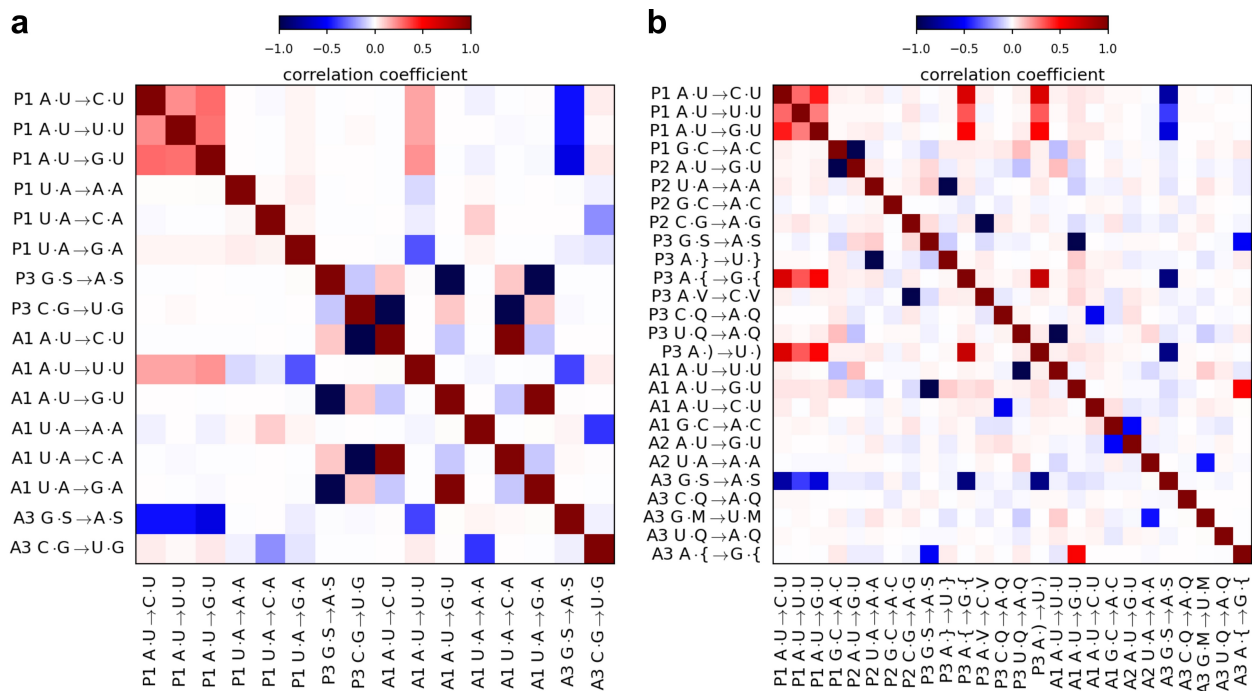 a
−1.0 −0.5 0.0 0.5 1.0
correlation coefficient
P1 A·U→C·U
P1 A·U→U·U
P1 A·U→G·U
P1 U·A→A·A
P1 U·A→C·A
P1 U·A→G·A
P3 G·S→A·S
P3 C·G→U·G
A1 A·U→C·U
A1 A·U→U·U
A1 A·U→G·U
A1 U·A→A·A
A1 U·A→C·A
A1 U·A→G·A
A3 G·S→A·S
A3 C·G→U·G
P1 A·U→C·U
P1 A·U→U·U
P1 A·U→G·U
P1 U·A→A·A
P1 U·A→C·A
P1 U·A→G·A
P3 G·S→A·S
P3 C·G→U·G
A1 A·U→C·U
A1 A·U→U·U
A1 A·U→G·U
A1 U·A→A·A
A1 U·A→C·A
A1 U·A→G·A
A3 G·S→A·S
A3 C·G→U·G
b
−1.0 −0.5 0.0 0.5 1.0
correlation coefficient
P1 A·U→C·U
P1 A·U→U·U
P1 A·U→G·U
P1 G·C→A·C
P2 A·U→G·U
P2 U·A→A·A
P2 G·C→A·C
P2 C·G→A·G
P3 G·S→A·S
P3 A·}→U·}
P3 A·{→G·{
P3 A·V→C·V
P3 C·Q→A·Q
P3 U·Q→A·Q
P3 A·)→U·)
A1 A·U→U·U
A1 A·U→G·U
A1 A·U→C·U
A1 G·C→A·C
A2 A·U→G·U
A2 U·A→A·A
A3 G·S→A·S
A3 C·Q→A·Q
A3 G·M→U·M
A3 U·Q→A·Q
A3 A·{→G·{
P1 A·U→C·U
P1 A·U→U·U
P1 A·U→G·U
P1 G·C→A·C
P2 A·U→G·U
P2 U·A→A·A
P2 G·C→A·C
P2 C·G→A·G
P3 G·S→A·S
P3 A·}→U·}
P3 A·{→G·{
P3 A·V→C·V
P3 C·Q→A·Q
P3 U·Q→A·Q
P3 A·)→U·)
A1 A·U→U·U
A1 A·U→G·U
A1 A·U→C·U
A1 G·C→A·C
A2 A·U→G·U
A2 U·A→A·A
A3 G·S→A·S
A3 C·Q→A·Q
A3 G·M→U·M
A3 U·Q→A·Q
A3 A·{→G·{